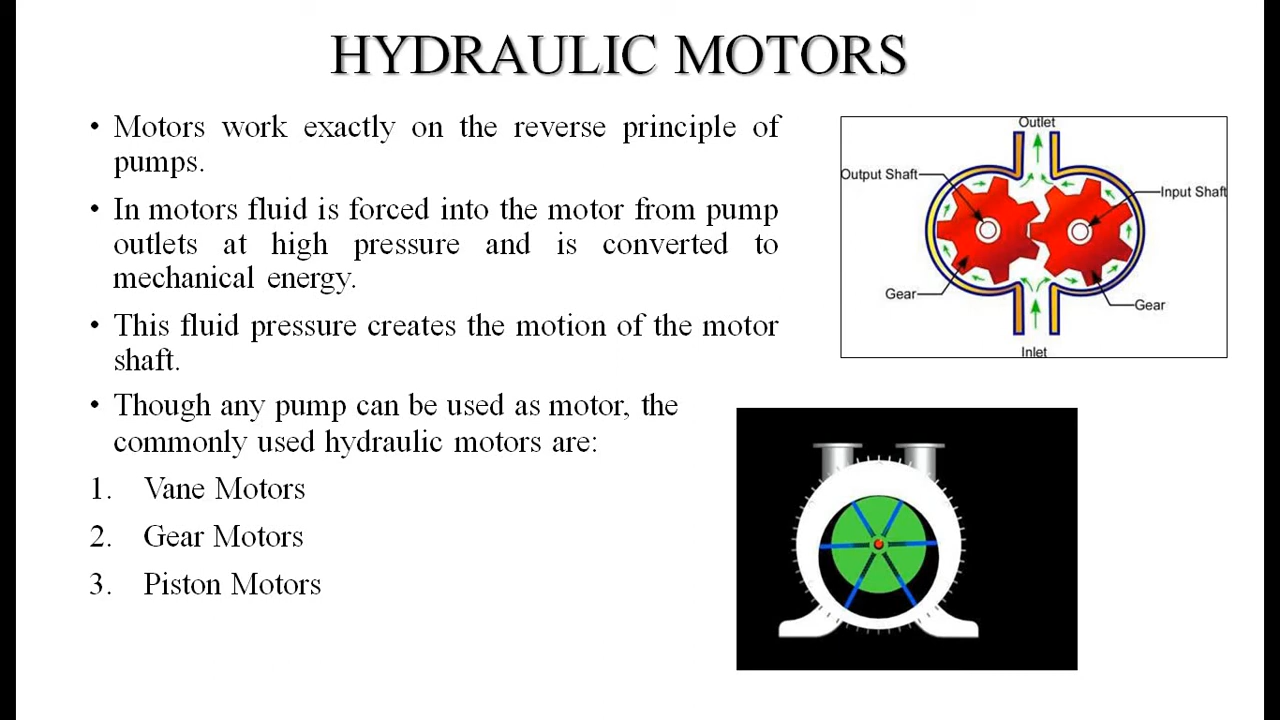 HYDRAULIC MOTORS
• Motors work exactly on the reverse principle of
pumps.
• In motors fluid is forced into the motor from pump
outlets at high pressure and is converted to
mechanical energy.
• This fluid pressure creates the motion of the motor
shaft.
• Though any pump can be used as motor, the
commonly used hydraulic motors are:
1. Vane Motors
2. Gear Motors
3. Piston Motors
Outlet
Output Shaft
Input Shaft
Gear
Gear
Inlet